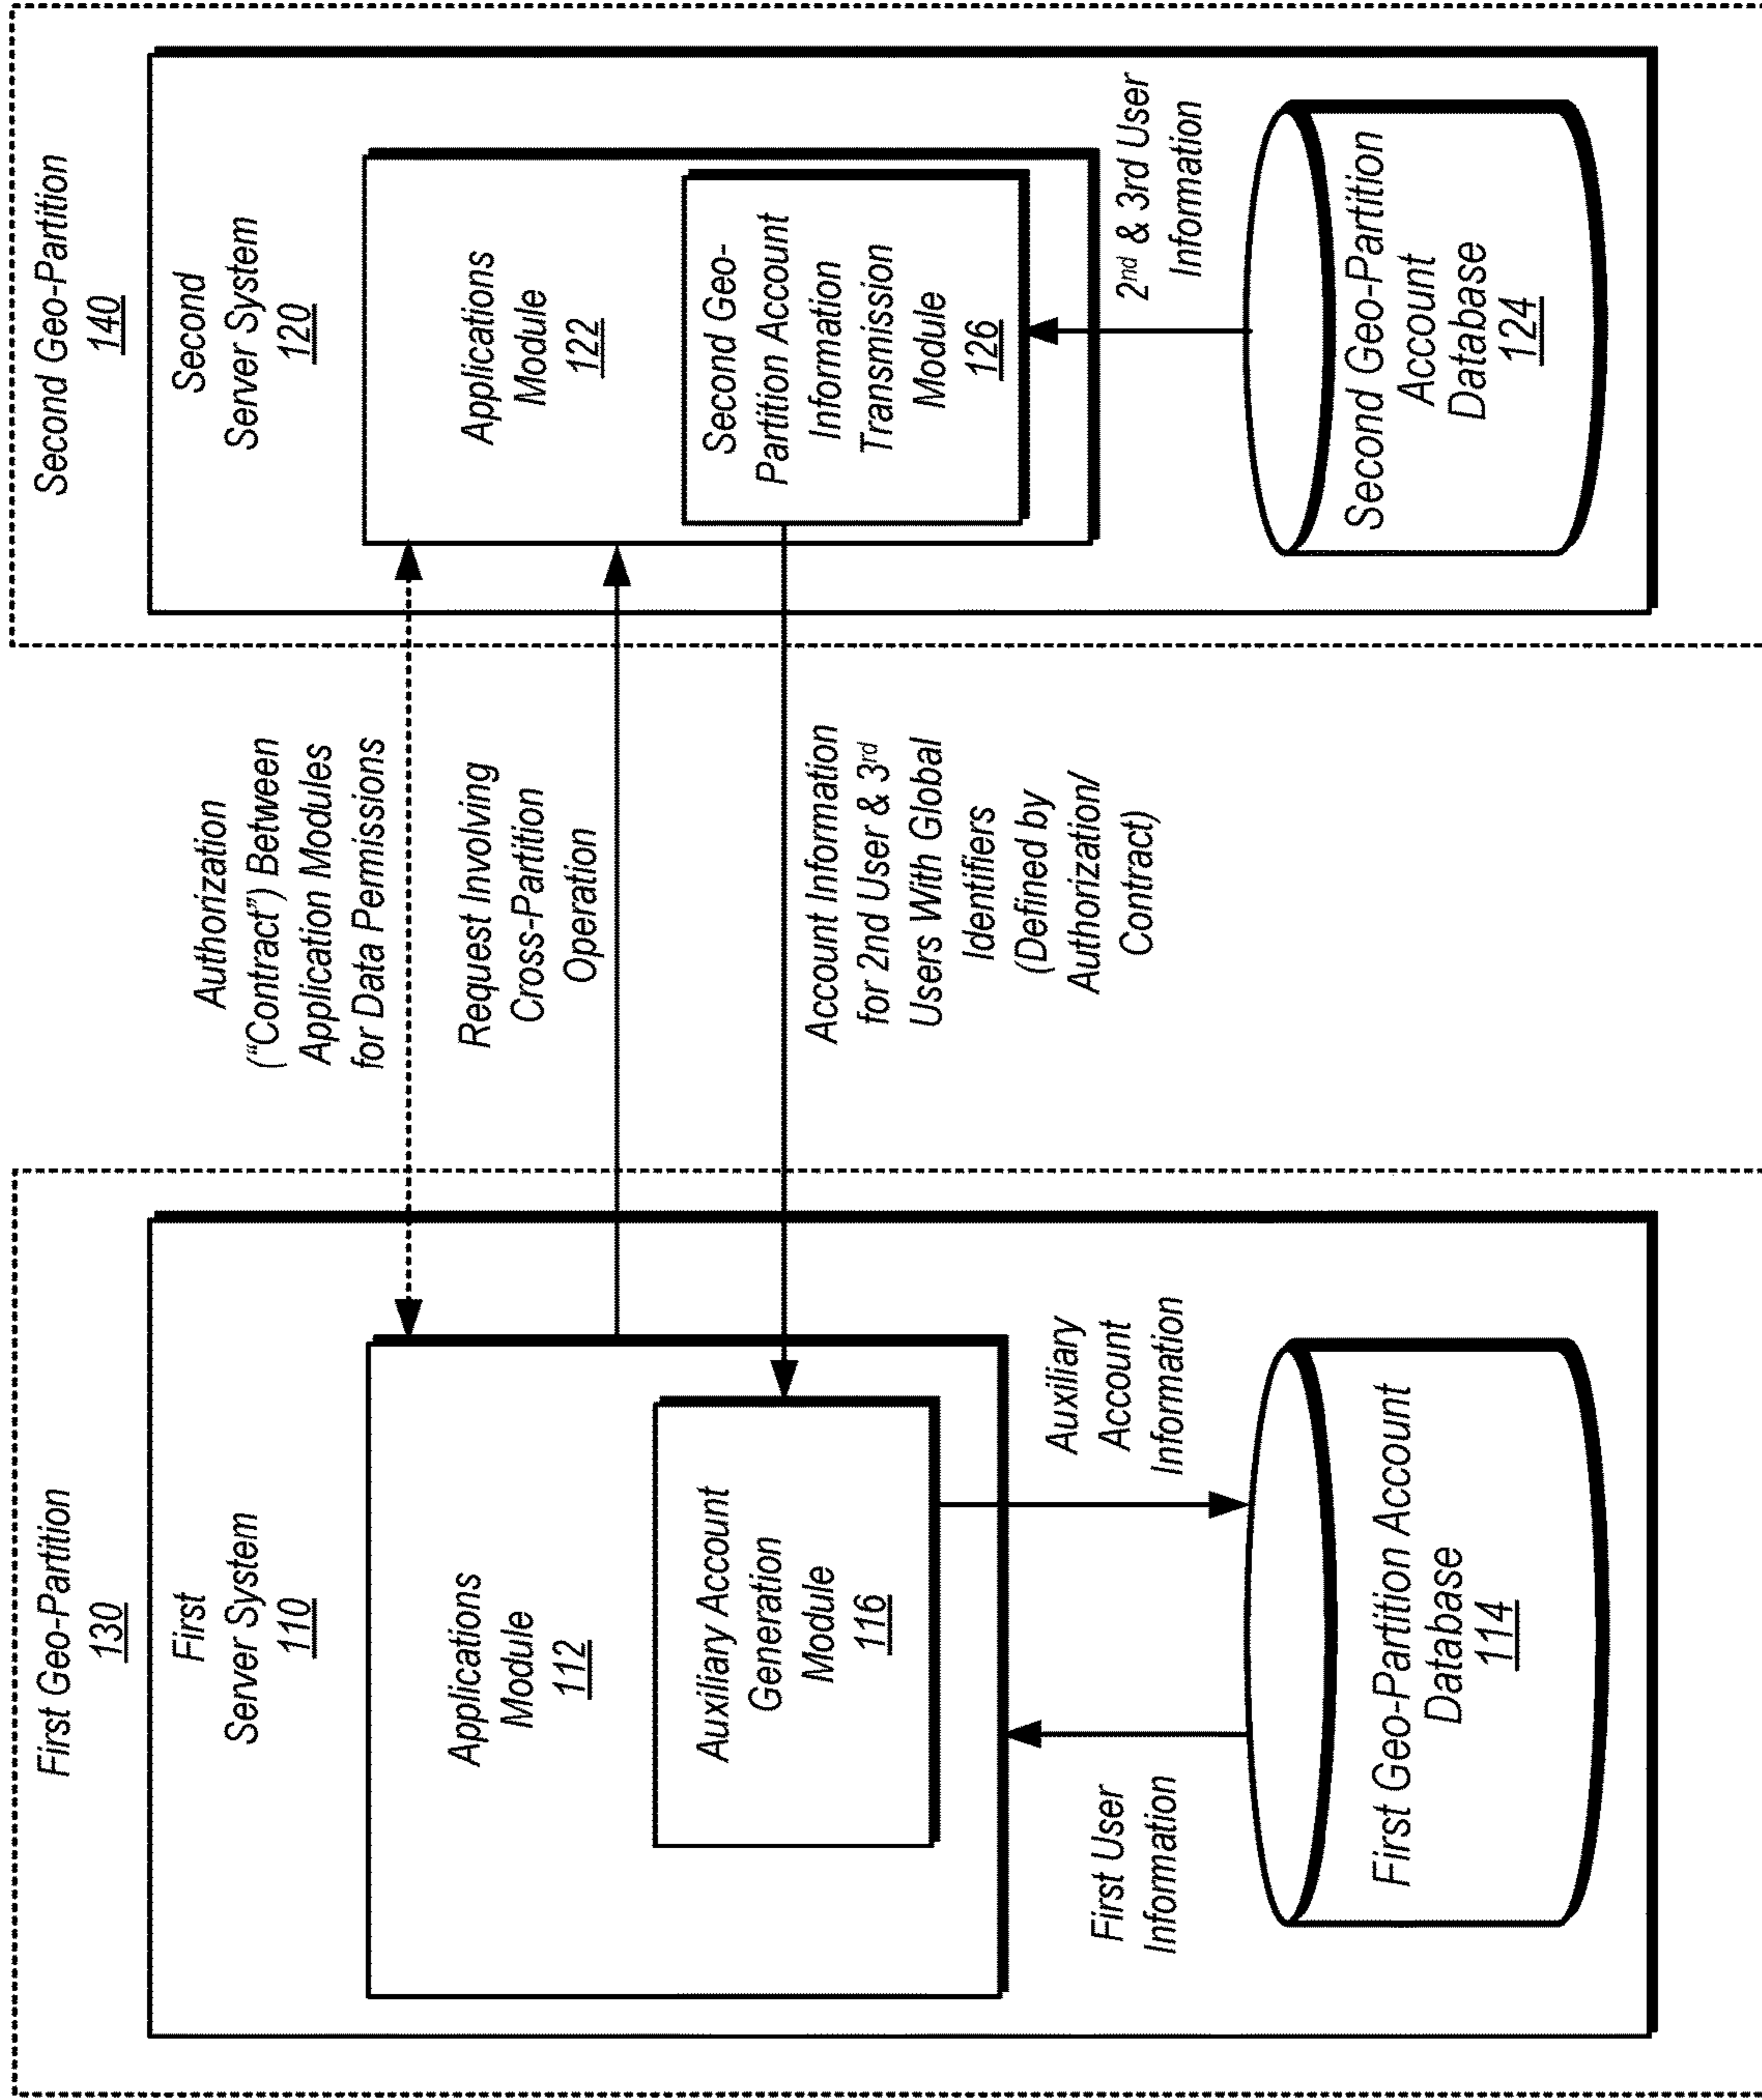 First Geo-Partition
130
First
Server System
110
Applications
Module
112
Auxiliary Account
Generation
Module
116
First User
Information
Auxiliary
Account
Information
First Geo-Partition Account
Database
114
Authorization
(“Contract”) Between
Application Modules
for Data Permissions
Request Involving
Cross-Partition
Operation
Account Information
for 2nd User & 3rd
Users With Global
Identifiers
(Defined by
Authorization/
Contract)
Second Geo-Partition
140
Second
Server System
120
Applications
Module
122
Second Geo-
Partition Account
Information
Transmission
Module
126
2nd & 3rd User
Information
Second Geo-Partition
Account
Database
124